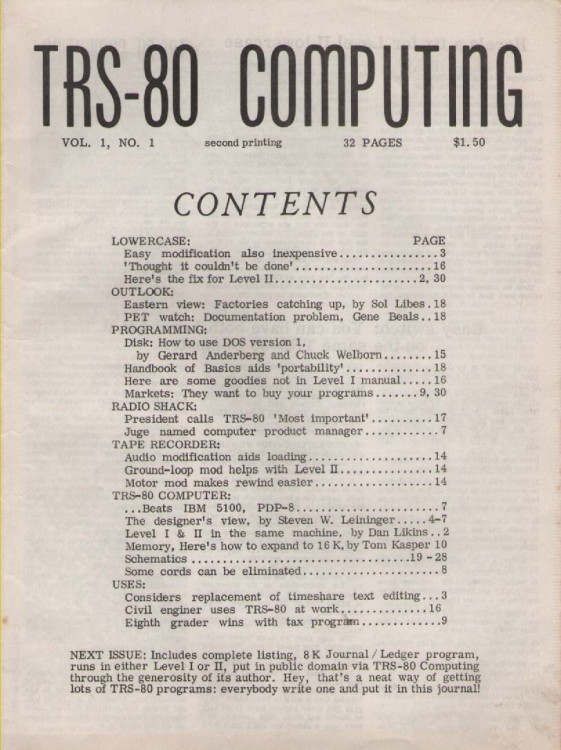 TRS-80 COMPUTING
VOL. 1, NO. 1 second printing 32 PAGES $1.50
CONTENTS
LOWERCASE: PAGE
Easy modification also inexpensive................3
'Thought it couldn't be done'......................16
Here's the fix for Level II.......................2, 30
OUTLOOK:
Eastern view: Factories catching up, by Sol Libes.18
PET watch: Documentation problem, Gene Beals..18
PROGRAMMING:
Disk: How to use DOS version 1,
by Gerard Anderberg and Chuck Welborn........15
Handbook of Basics aids 'portability'..............18
Here are some goodies not in Level I manual.....16
Markets: They want to buy your programs.......9, 30
RADIO SHACK:
President calls TRS-80 'Most important'..........17
Juge named computer product manager...........7
TAPE RECORDER:
Audio modification aids loading....................14
Ground-loop mod helps with Level II..............14
Motor mod makes rewind easier..................14
TRS-80 COMPUTER:
...Beats IBM 5100, PDP-8......................7
The designer's view, by Steven W. Leininger.....4-7
Level I & II in the same machine, by Dan Likins..2
Memory, Here's how to expand to 16 K, by Tom Kasper 10
Schematics ...................................19 - 28
Some cords can be eliminated.....................8
USES:
Considers replacement of timeshare text editing...3
Civil enginer uses TRS-80 at work..............16
Eighth grader wins with tax program.............9
NEXT ISSUE: Includes complete listing, 8 K Journal / Ledger program,
runs in either Level I or II, put in public domain via TRS-80 Computing
through the generosity of its author. Hey, that's a neat way of getting
lots of TRS-80 programs: everybody write one and put it in this journal!